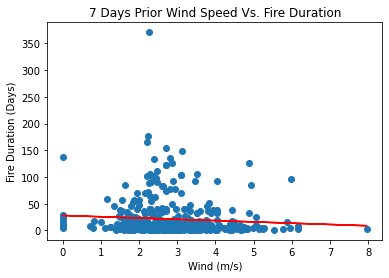 7 Days Prior Wind Speed Vs. Fire Duration
350
300
250
200
150
100
50
0
Fire Duration (Days)
0 1 2 3 4 5 6 7 8
Wind (m/s)